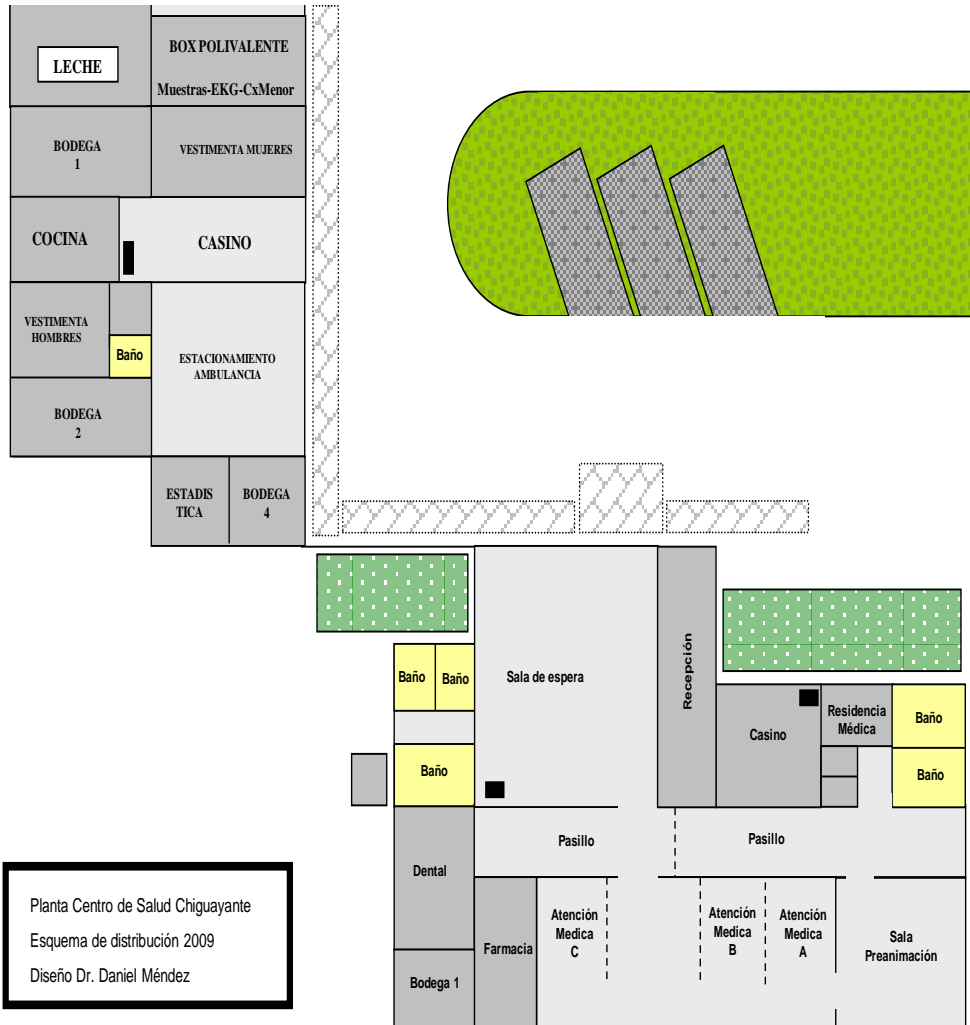 LECHE
BOX POLIVALENTE
Muestras-EKG-CxMenor
BODEGA
1
VESTIMENTA MUJERES
COCINA
CASINO
VESTIMENTA
HOMBRES
Baño
ESTACIONAMIENTO
AMBULANCIA
BODEGA
2
ESTADIS
TICA
BODEGA
4
Baño
Baño
Sala de espera
Recepción
Casino
Residencia
Médica
Baño
Baño
Baño
Pasillo
Pasillo
Dental
Farmacia
Atención
Medica
C
Atención
Medica
B
Atención
Medica
A
Sala
Preanimación
Bodega 1
Planta Centro de Salud Chiguayante
Esquema de distribución 2009
Diseño Dr. Daniel Méndez